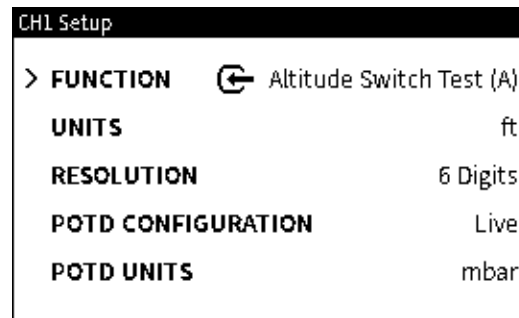 CH1 Setup
> FUNCTION Altitude Switch Test (A)
UNITS ft
RESOLUTION 6 Digits
POTD CONFIGURATION Live
POTD UNITS mbar